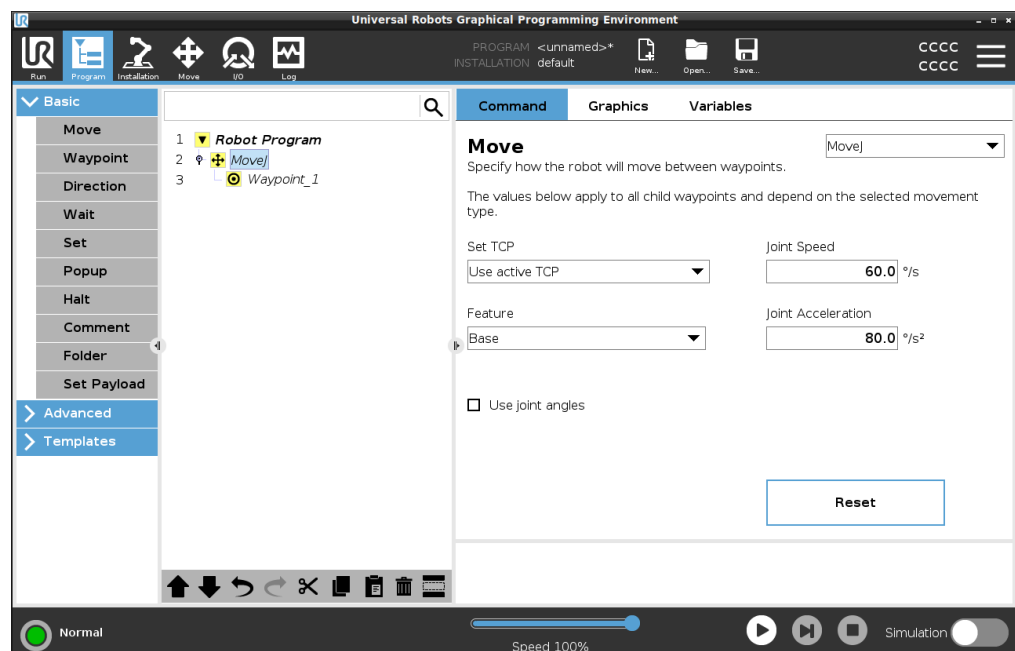 UR
Universal Robots Graphical Programming Environment
UR
Run
Program
Installation
Move
I/O
Log
PROGRAM <unnamed>*
INSTALLATION default
New...
Open...
Save...
CCCC
CCCC
Basic
Move
Waypoint
Direction
Wait
Set
Popup
Halt
Comment
Folder
Set Payload
Advanced
Templates
1 Robot Program
2 MoveJ
3 Waypoint_1
Command Graphics Variables
Move
MoveJ
Specify how the robot will move between waypoints.
The values below apply to all child waypoints and depend on the selected movement
type.
Set TCP
Joint Speed
Use active TCP
60.0 °/s
Feature
Joint Acceleration
Base
80.0 °/s²
Use joint angles
Reset
Normal
Speed 100%
Simulation